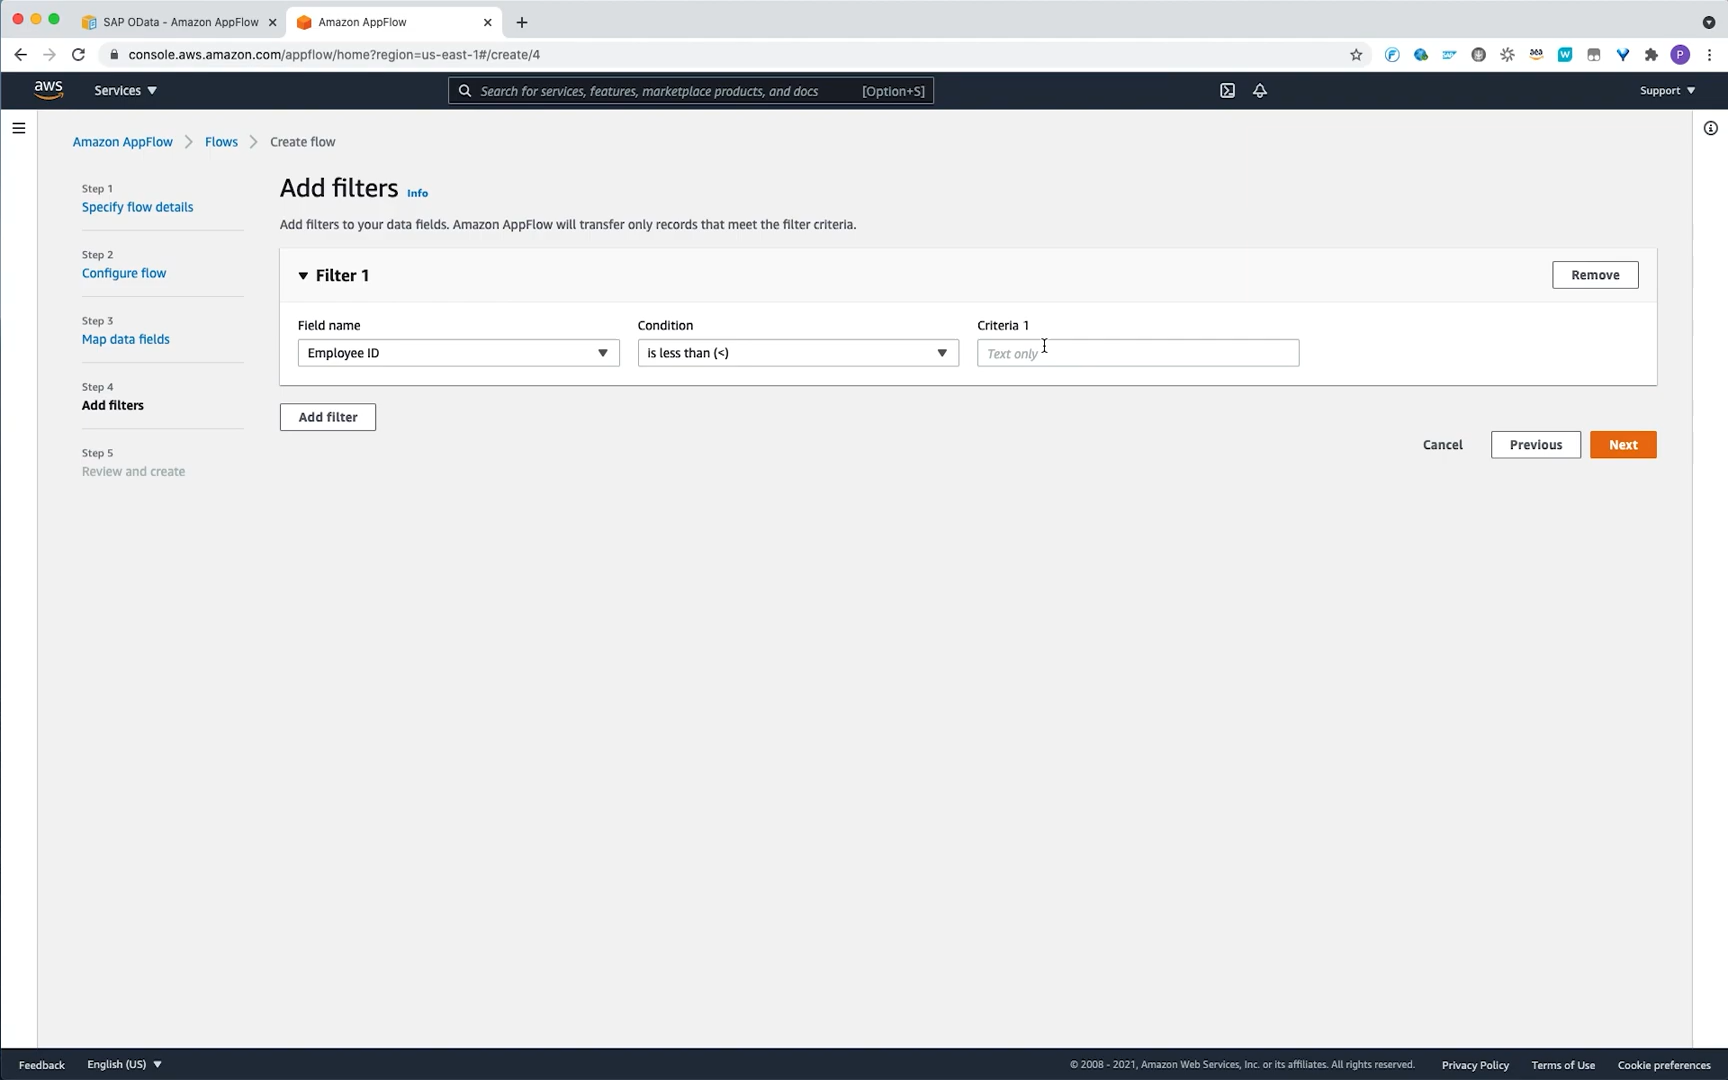 SAP OData - Amazon AppFlow
Amazon AppFlow
console.aws.amazon.com/appflow/home?region=us-east-1#/create/4
P
aws
Services
Search for services, features, marketplace products, and docs [Option+S]
Support
Amazon AppFlow
Flows
Create flow
Step 1
Specify flow details
Step 2
Configure flow
Step 3
Map data fields
Step 4
Add filters
Step 5
Review and create
Add filters Info
Add filters to your data fields. Amazon AppFlow will transfer only records that meet the filter criteria.
Filter 1
Remove
Field name
Employee ID
Condition
is less than (<)
Criteria 1
Text only
Add filter
Cancel
Previous
Next
Feedback
English (US)
© 2008 - 2021, Amazon Web Services, Inc. or its affiliates. All rights reserved.
Privacy Policy
Terms of Use
Cookie preferences